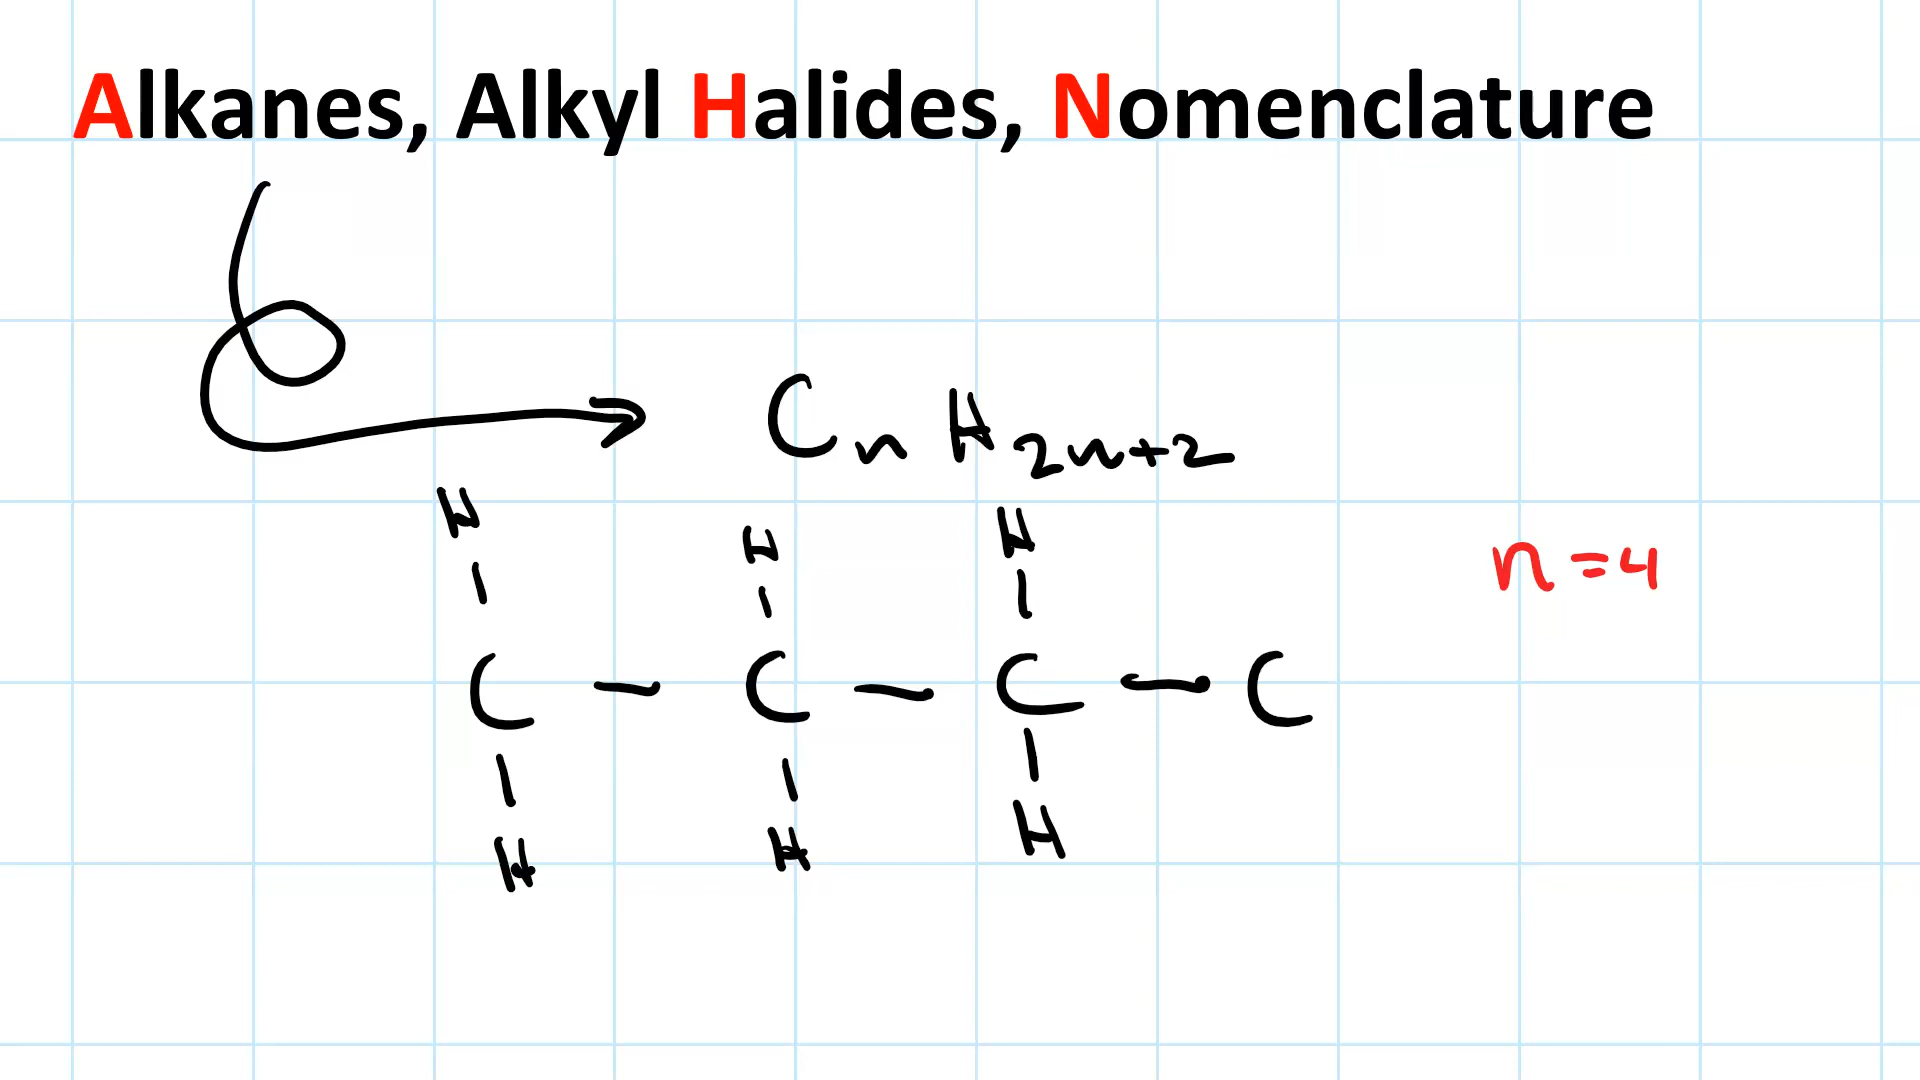 Alkanes, Alkyl Halides, Nomenclature
CnH2n+2
H H H
n=4
C - C - C - C
H H H